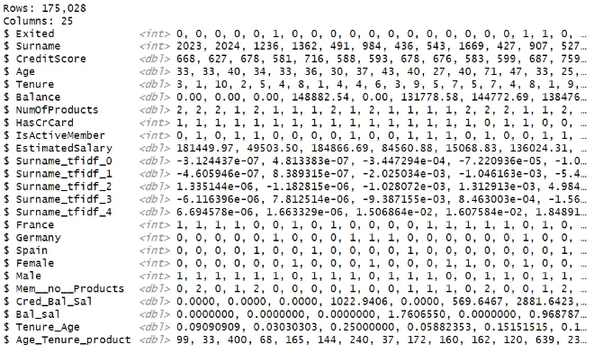 Rows: 175,028
Columns: 25
$ Exited <int> 0, 0, 0, 0, 1, 0, 0, 0, 0, 0, 0, 0, 0, 1, 1, 0,…
$ Surname <int> 2023, 2024, 1236, 1362, 491, 984, 436, 543, 1669, 427, 907, 527…
$ CreditScore <dbl> 668, 627, 678, 581, 716, 588, 593, 678, 676, 583, 599, 687, 759…
$ Age <dbl> 33, 33, 40, 34, 33, 36, 30, 37, 43, 40, 27, 40, 71, 47, 33, 25,…
$ Tenure <dbl> 3, 1, 10, 2, 5, 4, 8, 1, 4, 4, 6, 3, 9, 5, 7, 5, 7, 4, 8, 1, 9,…
$ Balance <dbl> 0.00, 0.00, 0.00, 148882.54, 0.00, 131778.58, 144772.69, 138476…
$ NumOfProducts <dbl> 2, 2, 2, 1, 2, 1, 1, 1, 2, 1, 2, 1, 1, 1, 1, 2, 2, 1, 1, 2,…
$ HasCrCard <dbl> 1, 1, 1, 1, 1, 1, 1, 1, 1, 1, 1, 1, 1, 1, 1, 0, 1, 0, 1, 0, 0,…
$ IsActiveMember <dbl> 0, 1, 0, 1, 1, 0, 0, 0, 0, 1, 1, 0, 1, 0, 1, 1,…
$ EstimatedSalary <dbl> 181449.97, 49503.50, 184866.69, 84560.88, 15068.83, 136024.31,…
$ Surname_tfidf_0 <dbl> -3.124437e-07, 4.813383e-07, -3.447294e-04, -7.220936e-05, -1.0…
$ Surname_tfidf_1 <dbl> -4.605946e-07, 8.389315e-07, -2.025034e-03, -1.046163e-03, -5.4…
$ Surname_tfidf_2 <dbl> 1.335144e-06, -1.182815e-06, -1.028072e-03, 1.312913e-03, 4.984…
$ Surname_tfidf_3 <dbl> -6.116396e-06, 7.812514e-06, -9.387155e-03, 8.463003e-04, -1.56…
$ Surname_tfidf_4 <dbl> 6.694578e-06, 1.663329e-06, 1.506864e-02, 1.607584e-02, 1.84891…
$ France <int> 1, 1, 1, 1, 0, 0, 1, 0, 0, 0, 1, 1, 1, 0, 0, 1,…
$ Germany <int> 0, 0, 0, 0, 0, 1, 0, 0, 1, 1, 1, 0, 0, 0, 0, 0,…
$ Spain <int> 0, 0, 0, 0, 1, 0, 0, 1, 0, 0, 0, 0, 0, 0, 1, 0,…
$ Female <int> 0, 0, 0, 0, 0, 1, 0, 0, 0, 0, 1, 1, 0, 0, 1, 0,…
$ Male <int> 1, 1, 1, 1, 1, 1, 0, 1, 1, 1, 1, 0, 0, 1, 1, 0, 1,…
$ Mem__no__Products <dbl> 0, 2, 0, 1, 2, 0, 0, 0, 0, 1, 1, 1, 0, 2, 0, 0, 1, 2,…
$ Cred_Bal_Sal <dbl> 0.0000, 0.0000, 0.0000, 1022.9406, 0.0000, 569.6467, 2881.6423,…
$ Bal_sal <dbl> 0.0000000, 0.0000000, 0.0000000, 1.7606550, 0.0000000, 0.968787…
$ Tenure_Age <dbl> 0.09090909, 0.03030303, 0.25000000, 0.05882353, 0.15151515, 0.1…
$ Age_Tenure_product <dbl> 99, 33, 400, 68, 165, 144, 240, 37, 172, 160, 162, 120, 639, 23…